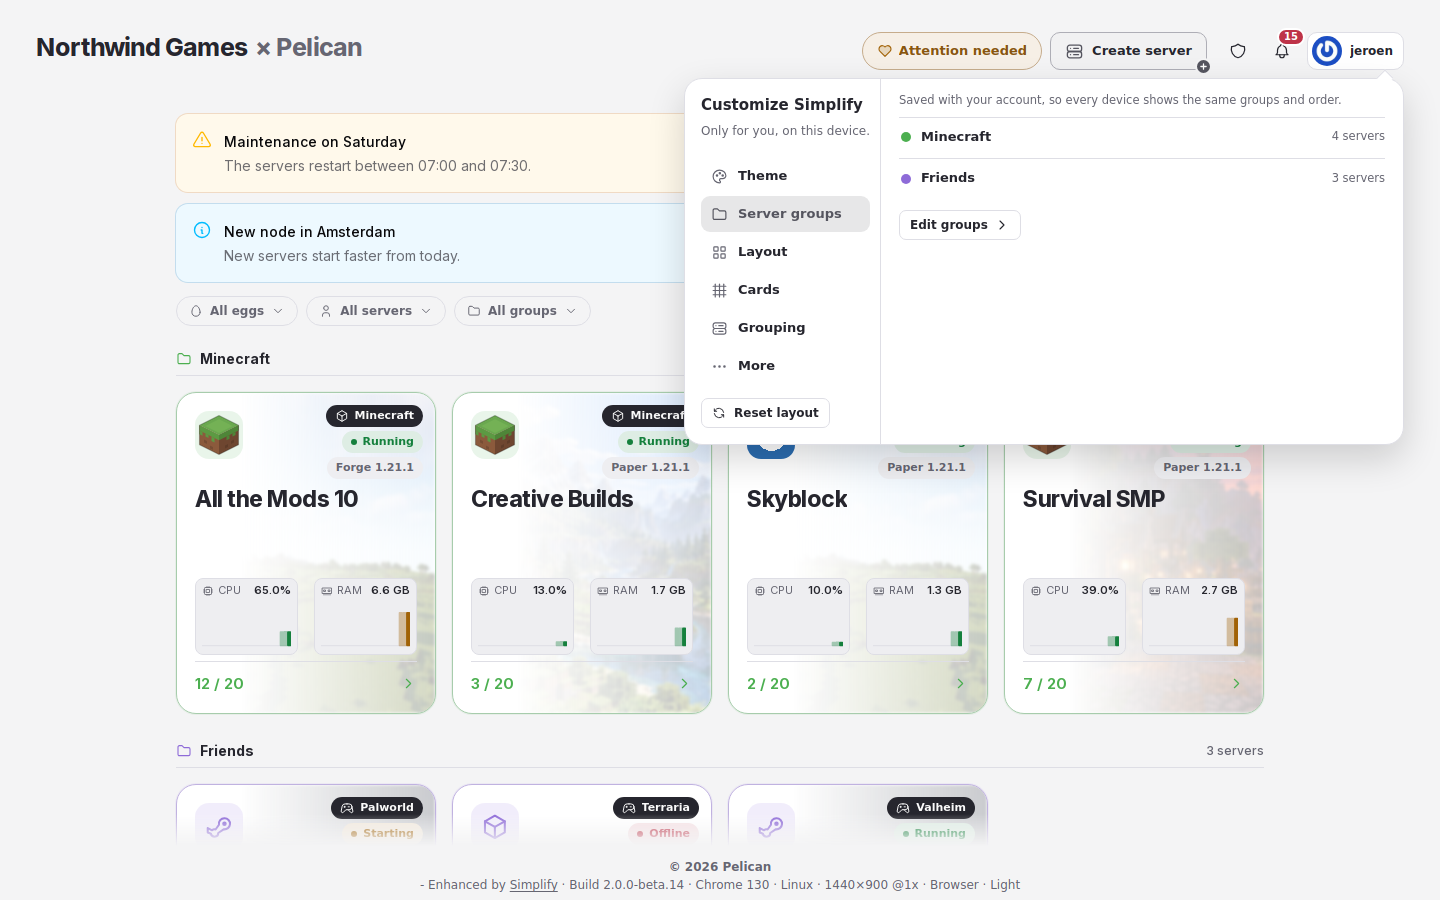 Northwind Games × Pelican
Attention needed
Create server
15
jeroen
Maintenance on Saturday
The servers restart between 07:00 and 07:30.
New node in Amsterdam
New servers start faster from today.
All eggs
All servers
All groups
Customize Simplify
Only for you, on this device.
Theme
Server groups
Layout
Cards
Grouping
More
Reset layout
Saved with your account, so every device shows the same groups and order.
Minecraft
4 servers
Friends
3 servers
Edit groups
Minecraft
Minecraft
Running
Forge 1.21.1
All the Mods 10
CPU 65.0%
RAM 6.6 GB
12 / 20
Minecraft
Running
Paper 1.21.1
Creative Builds
CPU 13.0%
RAM 1.7 GB
3 / 20
Paper 1.21.1
Skyblock
CPU 10.0%
RAM 1.3 GB
2 / 20
Paper 1.21.1
Survival SMP
CPU 39.0%
RAM 2.7 GB
7 / 20
Friends
3 servers
Palworld
Starting
Terraria
Offline
Valheim
Running
© 2026 Pelican
- Enhanced by Simplify · Build 2.0.0-beta.14 · Chrome 130 · Linux · 1440×900 @1x · Browser · Light